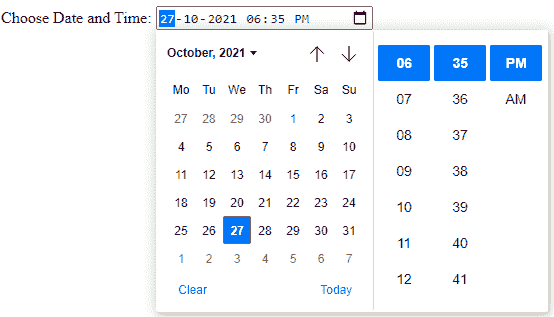 Choose Date and Time: 27-10-2021 06:35 PM
October, 2021
Mo Tu We Th Fr Sa Su
27 28 29 30 1 2 3
4 5 6 7 8 9 10
11 12 13 14 15 16 17
18 19 20 21 22 23 24
25 26 27 28 29 30 31
1 2 3 4 5 6 7
Clear Today
06 35 PM
07 36 AM
08 37
09 38
10 39
11 40
12 41